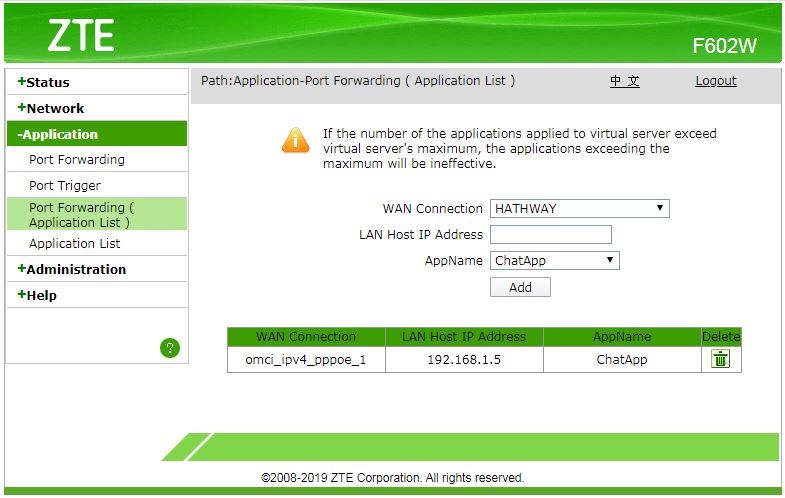 ZTE
F602W
+Status
+Network
-Application
Port Forwarding
Port Trigger
Port Forwarding (
Application List )
Application List
+Administration
+Help
?
Path:Application-Port Forwarding ( Application List )
中 文
Logout
If the number of the applications applied to virtual server exceed
virtual server's maximum, the applications exceeding the
maximum will be ineffective.
WAN Connection HATHWAY
LAN Host IP Address
AppName ChatApp
Add
WAN Connection LAN Host IP Address AppName Delete
omci_ipv4_pppoe_1 192.168.1.5 ChatApp
©2008-2019 ZTE Corporation. All rights reserved.